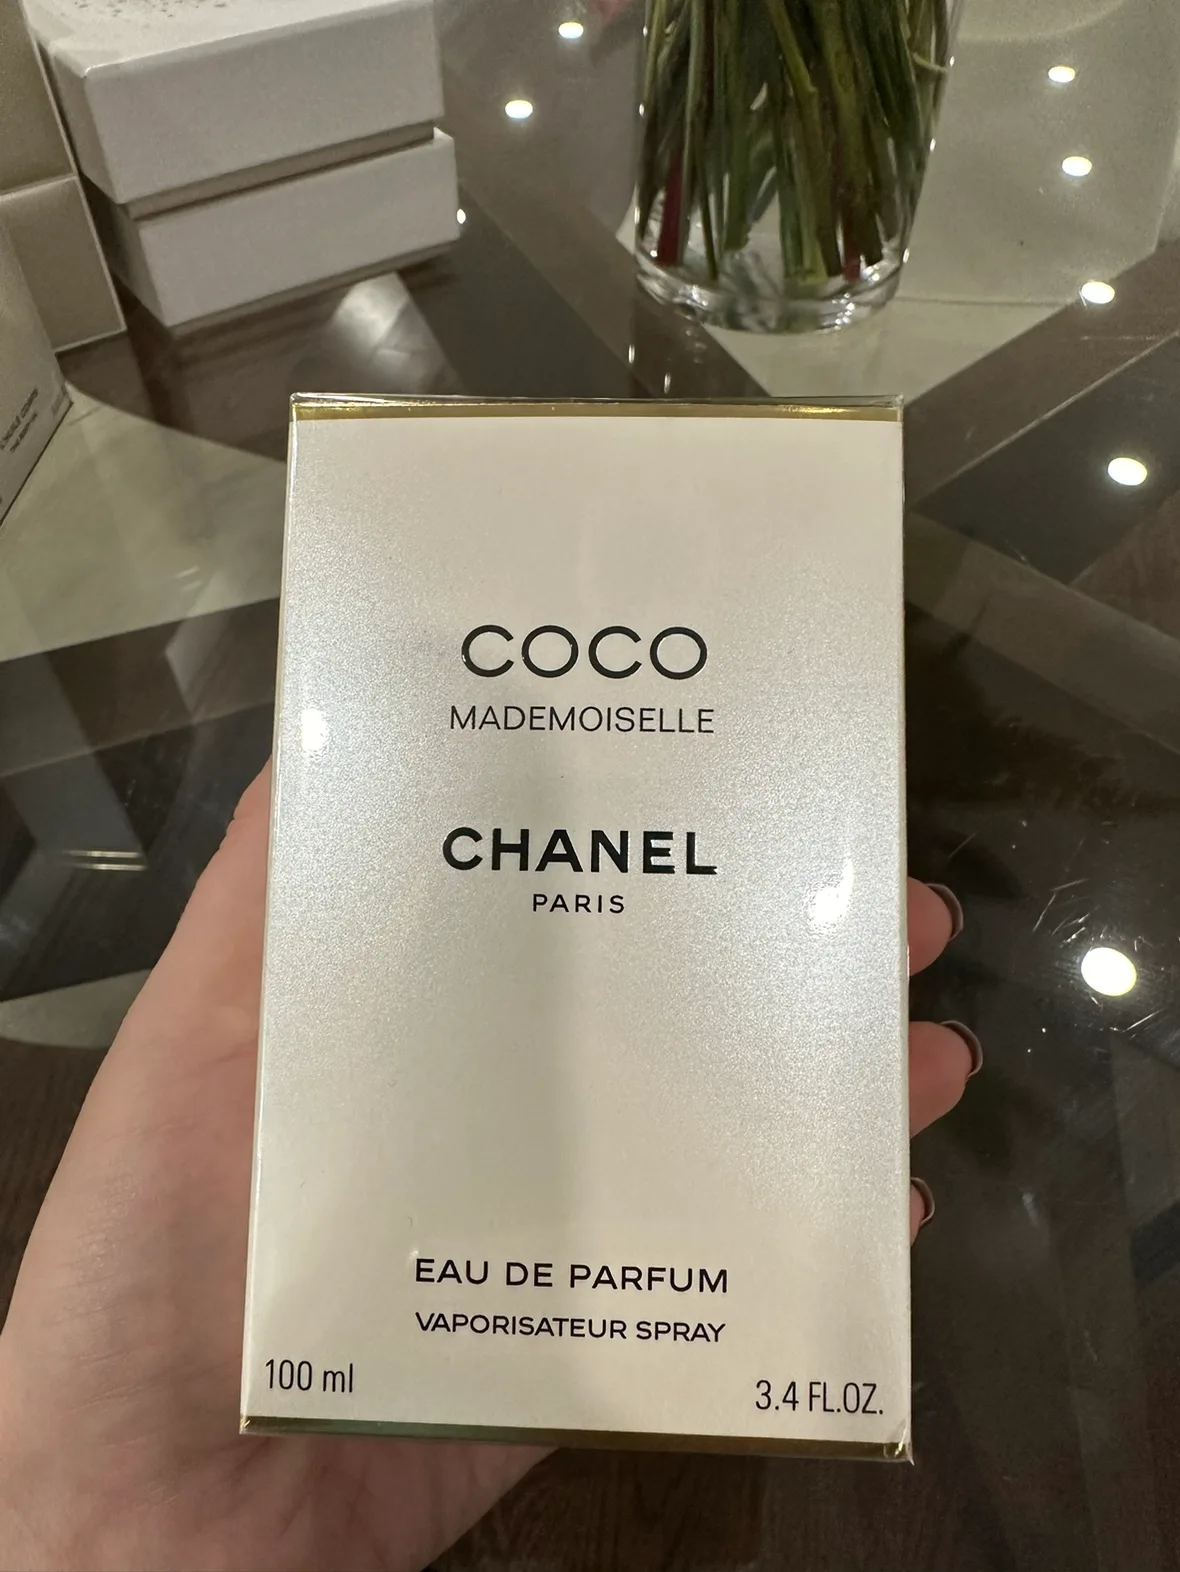 COCO
MADEMOISELLE
CHANEL
PARIS
EAU DE PARFUM
VAPORISATEUR SPRAY
100 ml
3.4 FL.OZ.